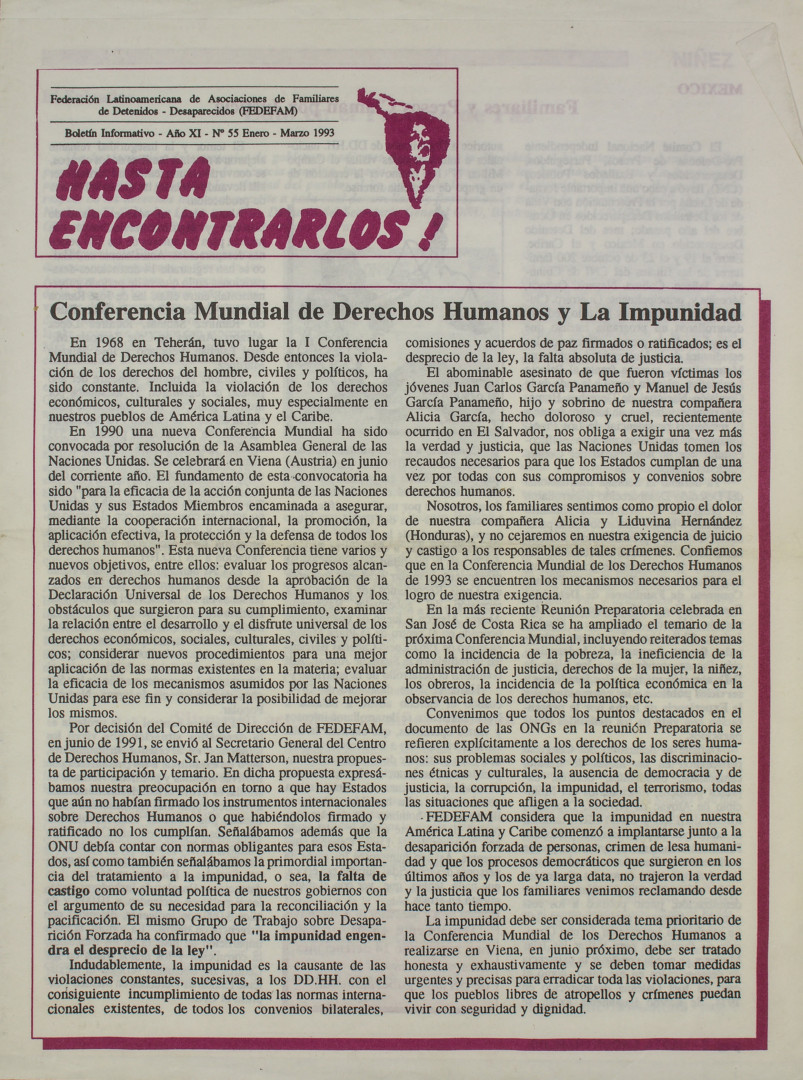 Federación Latinoamericana de Asociaciones de Familiares
de Detenidos - Desaparecidos (FEDEFAM)
Boletín Informativo - Año XI - Nº 55 Enero - Marzo 1993
HASTA
ENCONTRARLOS!
Conferencia Mundial de Derechos Humanos y La Impunidad
En 1968 en Teherán, tuvo lugar la I Conferencia
Mundial de Derechos Humanos. Desde entonces la viola-
ción de los derechos del hombre, civiles y políticos, ha
sido constante. Incluida la violación de los derechos
económicos, culturales y sociales, muy especialmente en
nuestros pueblos de América Latina y el Caribe.
En 1990 una nueva Conferencia Mundial ha sido
convocada por resolución de la Asamblea General de las
Naciones Unidas. Se celebrará en Viena (Austria) en junio
del corriente año. El fundamento de esta convocatoria ha
sido "para la eficacia de la acción conjunta de las Naciones
Unidas y sus Estados Miembros encaminada a asegurar,
mediante la cooperación internacional, la promoción, la
aplicación efectiva, la protección y la defensa de todos los
derechos humanos". Esta nueva Conferencia tiene varios y
nuevos objetivos, entre ellos: evaluar los progresos alcan-
zados en derechos humanos desde la aprobación de la
Declaración Universal de los Derechos Humanos y los
obstáculos que surgieron para su cumplimiento, examinar
la relación entre el desarrollo y el disfrute universal de los
derechos económicos, sociales, culturales, civiles y políti-
cos; considerar nuevos procedimientos para una mejor
aplicación de las normas existentes en la materia; evaluar
la eficacia de los mecanismos asumidos por las Naciones
Unidas para ese fin y considerar la posibilidad de mejorar
los mismos.
Por decisión del Comité de Dirección de FEDEFAM,
en junio de 1991, se envió al Secretario General del Centro
de Derechos Humanos, Sr. Jan Matterson, nuestra propues-
ta de participación y temario. En dicha propuesta expresá-
bamos nuestra preocupación en torno a que hay Estados
que aún no habían firmado los instrumentos internacionales
sobre Derechos Humanos o que habiéndolos firmado y
ratificado no los cumplían. Señalábamos además que la
ONU debía contar con normas obligantes para esos Esta-
dos, así como también señalábamos la primordial importan-
cia del tratamiento a la impunidad, o sea, la falta de
castigo como voluntad política de nuestros gobiernos con
el argumento de su necesidad para la reconciliación y la
pacificación. El mismo Grupo de Trabajo sobre Desapa-
rición Forzada ha confirmado que "la impunidad engen-
dra el desprecio de la ley".
Indudablemente, la impunidad es la causante de las
violaciones constantes, sucesivas, a los DD.HH. con el
consiguiente incumplimiento de todas las normas interna-
cionales existentes, de todos los convenios bilaterales,
comisiones y acuerdos de paz firmados o ratificados; es el
desprecio de la ley, la falta absoluta de justicia.
El abominable asesinato de que fueron víctimas los
jóvenes Juan Carlos García Panameño y Manuel de Jesús
García Panameño, hijo y sobrino de nuestra compañera
Alicia García, hecho doloroso y cruel, recientemente
ocurrido en El Salvador, nos obliga a exigir una vez más
la verdad y justicia, que las Naciones Unidas tomen los
recaudos necesarios para que los Estados cumplan de una
vez por todas con sus compromisos y convenios sobre
derechos humanos.
Nosotros, los familiares sentimos como propio el dolor
de nuestra compañera Alicia y Liduvina Hernández
(Honduras), y no cejaremos en nuestra exigencia de juicio
y castigo a los responsables de tales crímenes. Confiemos
que en la Conferencia Mundial de los Derechos Humanos
de 1993 se encuentren los mecanismos necesarios para el
logro de nuestra exigencia.
En la más reciente Reunión Preparatoria celebrada en
San José de Costa Rica se ha ampliado el temario de la
próxima Conferencia Mundial, incluyendo reiterados temas
como la incidencia de la pobreza, la ineficiencia de la
administración de justicia, derechos de la mujer, la niñez,
los obreros, la incidencia de la política económica en la
observancia de los derechos humanos, etc.
Convenimos que todos los puntos destacados en el
documento de las ONGs en la reunión Preparatoria se
refieren explícitamente a los derechos de los seres huma-
nos: sus problemas sociales y políticos, las discriminacio-
nes étnicas y culturales, la ausencia de democracia y de
justicia, la corrupción, la impunidad, el terrorismo, todas
las situaciones que afligen a la sociedad.
FEDEFAM considera que la impunidad en nuestra
América Latina y Caribe comenzó a implantarse junto a la
desaparición forzada de personas, crimen de lesa humani-
dad y que los procesos democráticos que surgieron en los
últimos años y los de ya larga data, no trajeron la verdad
y la justicia que los familiares venimos reclamando desde
hace tanto tiempo.
La impunidad debe ser considerada tema prioritario de
la Conferencia Mundial de los Derechos Humanos a
realizarse en Viena, en junio próximo, debe ser tratado
honesta y exhaustivamente y se deben tomar medidas
urgentes y precisas para erradicar toda las violaciones, para
que los pueblos libres de atropellos y crímenes puedan
vivir con seguridad y dignidad.